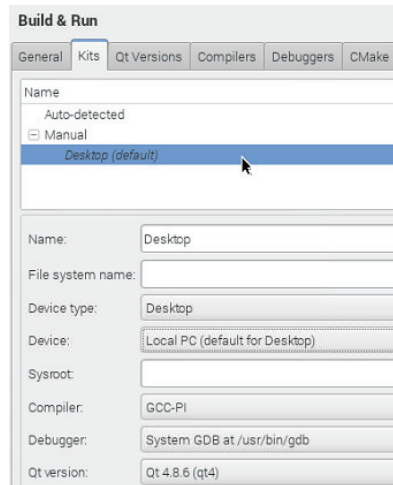 Build & Run
General Kits Qt Versions Compilers Debuggers CMake
Name
Auto-detected
Manual
Desktop (default)
Name: Desktop
File system name:
Device type: Desktop
Device: Local PC (default for Desktop)
Sysroot:
Compiler: GCC-PI
Debugger: System GDB at /usr/bin/gdb
Qt version: Qt 4.8.6 (qt4)